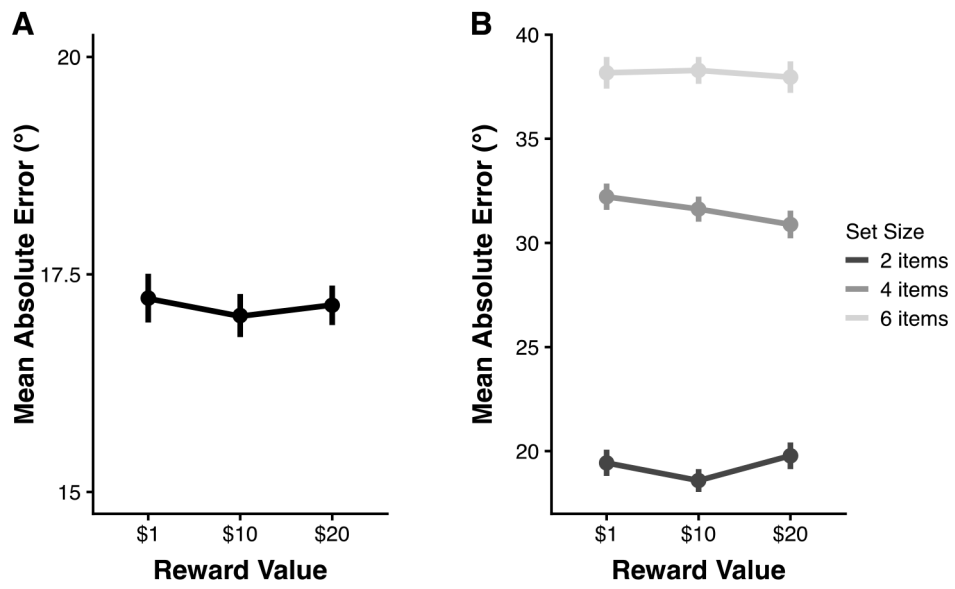 A
Mean Absolute Error (°)
20
17.5
15
$1 $10 $20
Reward Value
B
Mean Absolute Error (°)
40
35
30
25
20
$1 $10 $20
Reward Value
Set Size
2 items
4 items
6 items